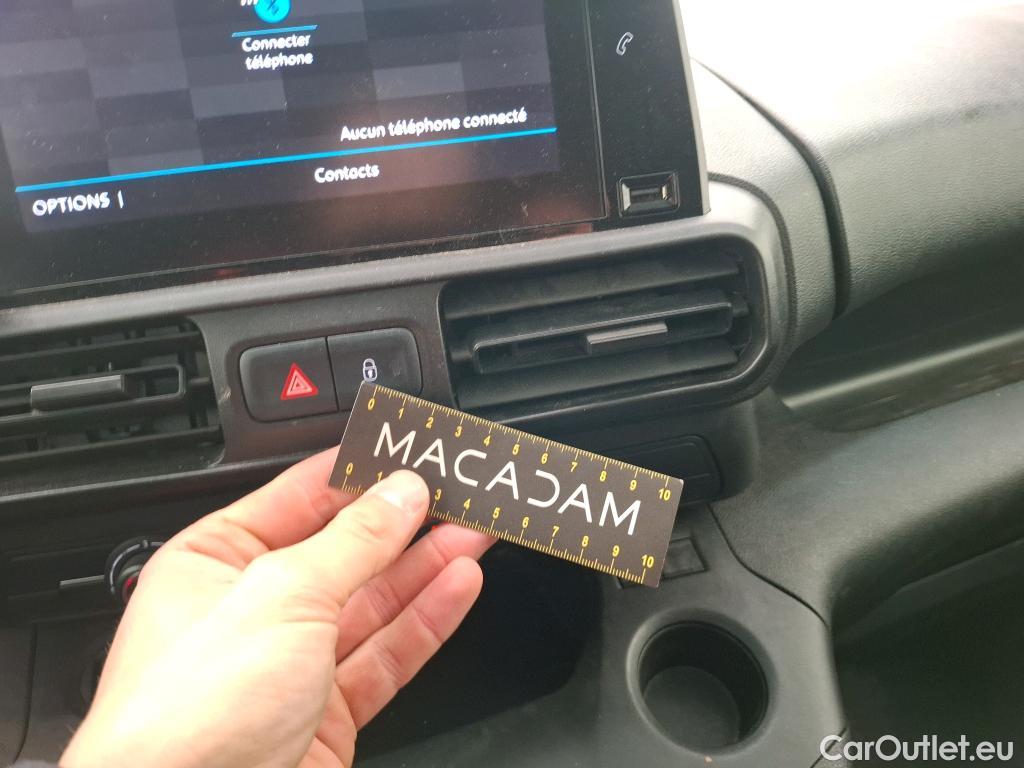 Connecter
téléphone
Aucun téléphone connecté
Contacts
OPTIONS
0 1 2 3 4 5 6 7 8 9 10
MACADAM
0 1 3 4 5 6 7 8 9 10
CarOutlet.eu